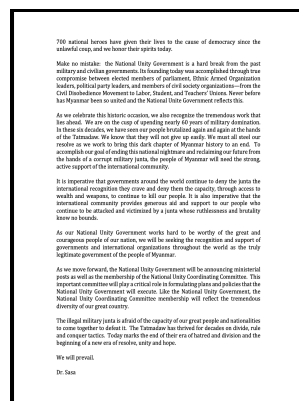 700 national heroes have given their lives to the cause of democracy since the
unlawful coup, and we honor their spirits today.
Make no mistake: the National Unity Government is a hard break from the past
military and civilian governments. Its founding today was accomplished through true
compromise between elected members of parliament, Ethnic Armed Organization
leaders, political party leaders, and members of civil society organizations—from the
Civil Disobedience Movement to Labor, Student, and Teachers' Unions. Never before
has Myanmar been so united and the National Unity Government reflects this.
As we celebrate this historic occasion, we also recognize the tremendous work that
lies ahead. We are on the cusp of upending nearly 60 years of military domination.
In these six decades, we have seen our people brutalized again and again at the hands
of the Tatmadaw. We know that they will not give up easily. We must all steel our
resolve as we work to bring this dark chapter of Myanmar history to an end. To
accomplish our goal of ending this national nightmare and reclaiming our future from
the hands of a corrupt military junta, the people of Myanmar will need the strong,
active support of the international community.
It is imperative that governments around the world continue to deny the junta the
international recognition they crave and deny them the capacity, through access to
wealth and weapons, to continue to kill our people. It is also imperative that the
international community provides generous aid and support to our people who
continue to be attacked and victimized by a junta whose ruthlessness and brutality
know no bounds.
As our National Unity Government works hard to be worthy of the great and
courageous people of our nation, we will be seeking the recognition and support of
governments and international organizations throughout the world as the truly
legitimate government of the people of Myanmar.
As we move forward, the National Unity Government will be announcing ministerial
posts as well as the membership of the National Unity Coordinating Committee. This
important committee will play a critical role in formulating plans and policies that the
National Unity Government will execute. Like the National Unity Government, the
National Unity Coordinating Committee membership will reflect the tremendous
diversity of our great country.
The illegal military junta is afraid of the capacity of our great people and nationalities
to come together to defeat it. The Tatmadaw has thrived for decades on divide, rule
and conquer tactics. Today marks the end of their era of hatred and division and the
beginning of a new era of resolve, unity and hope.
We will prevail.
Dr. Sasa